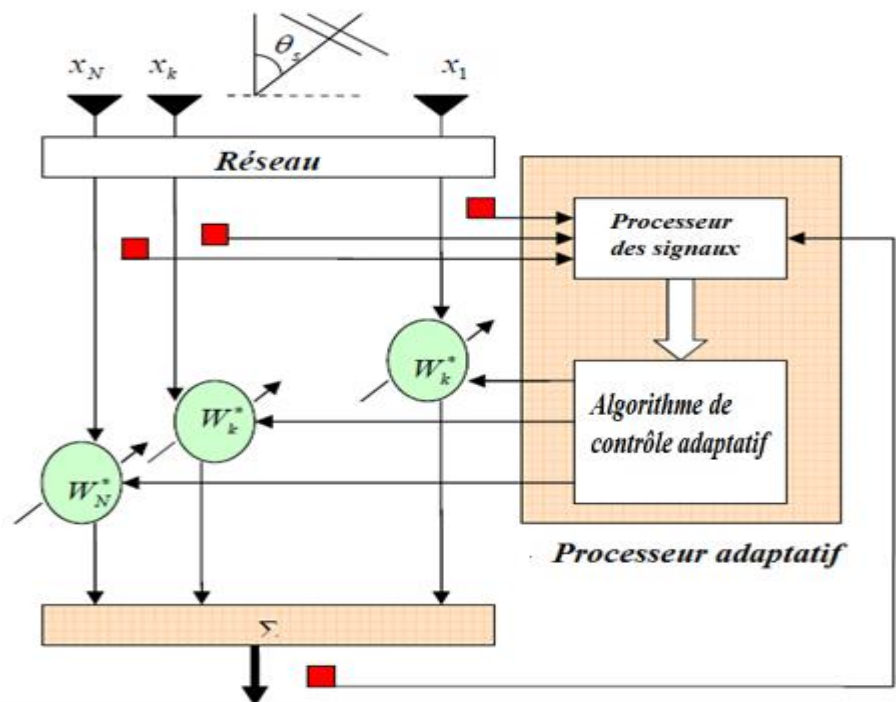 θ_s
x_N x_k x_1
Réseau
Processeur
des signaux
W_k^*
Algorithme de
contrôle adaptatif
W_k^*
W_N^*
Processeur adaptatif
Σ